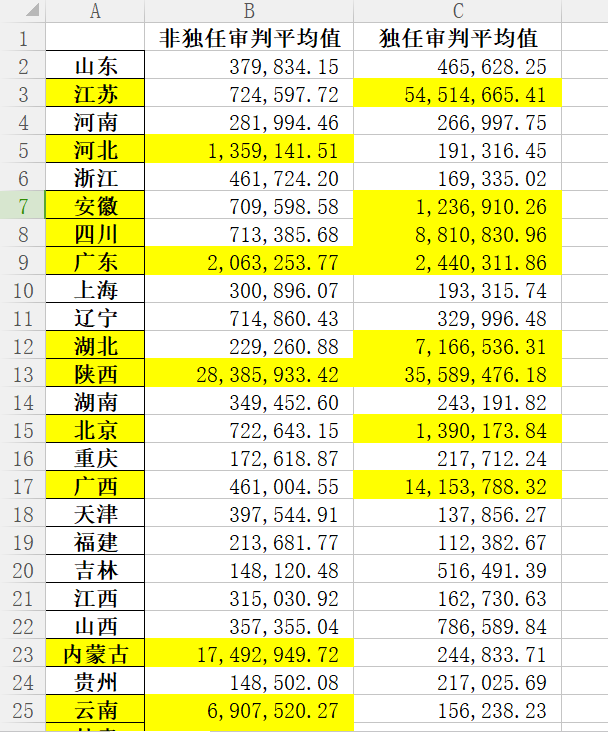 A B C
1 非独任审判平均值 独任审判平均值
2 山东 379,834.15 465,628.25
3 江苏 724,597.72 54,514,665.41
4 河南 281,994.46 266,997.75
5 河北 1,359,141.51 191,316.45
6 浙江 461,724.20 169,335.02
7 安徽 709,598.58 1,236,910.26
8 四川 713,385.68 8,810,830.96
9 广东 2,063,253.77 2,440,311.86
10 上海 300,896.07 193,315.74
11 辽宁 714,860.43 329,996.48
12 湖北 229,260.88 7,166,536.31
13 陕西 28,385,933.42 35,589,476.18
14 湖南 349,452.60 243,191.82
15 北京 722,643.15 1,390,173.84
16 重庆 172,618.87 217,712.24
17 广西 461,004.55 14,153,788.32
18 天津 397,544.91 137,856.27
19 福建 213,681.77 112,382.67
20 吉林 148,120.48 516,491.39
21 江西 315,030.92 162,730.63
22 山西 357,355.04 786,589.84
23 内蒙古 17,492,949.72 244,833.71
24 贵州 148,502.08 217,025.69
25 云南 6,907,520.27 156,238.23